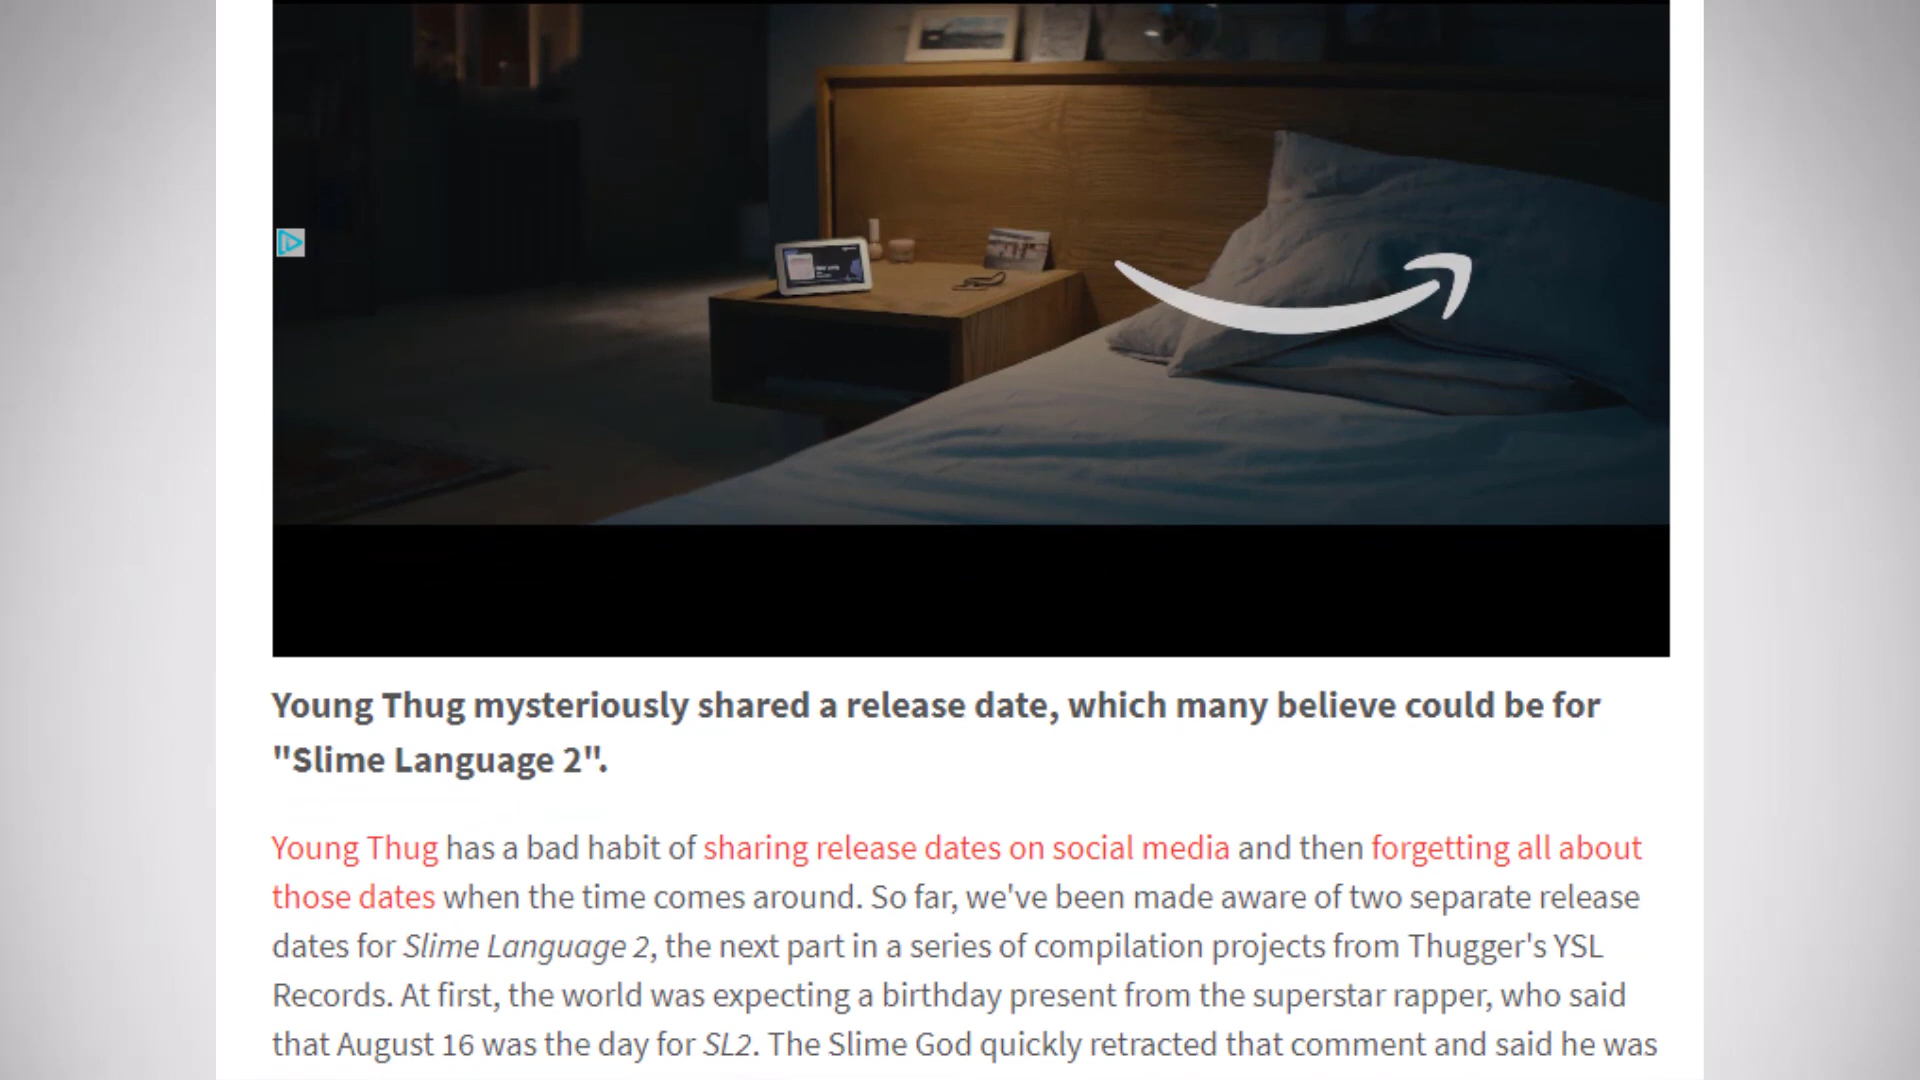 Young Thug mysteriously shared a release date, which many believe could be for
"Slime Language 2".
Young Thug has a bad habit of sharing release dates on social media and then forgetting all about
those dates when the time comes around. So far, we've been made aware of two separate release
dates for Slime Language 2, the next part in a series of compilation projects from Thugger's YSL
Records. At first, the world was expecting a birthday present from the superstar rapper, who said
that August 16 was the day for SL2. The Slime God quickly retracted that comment and said he was